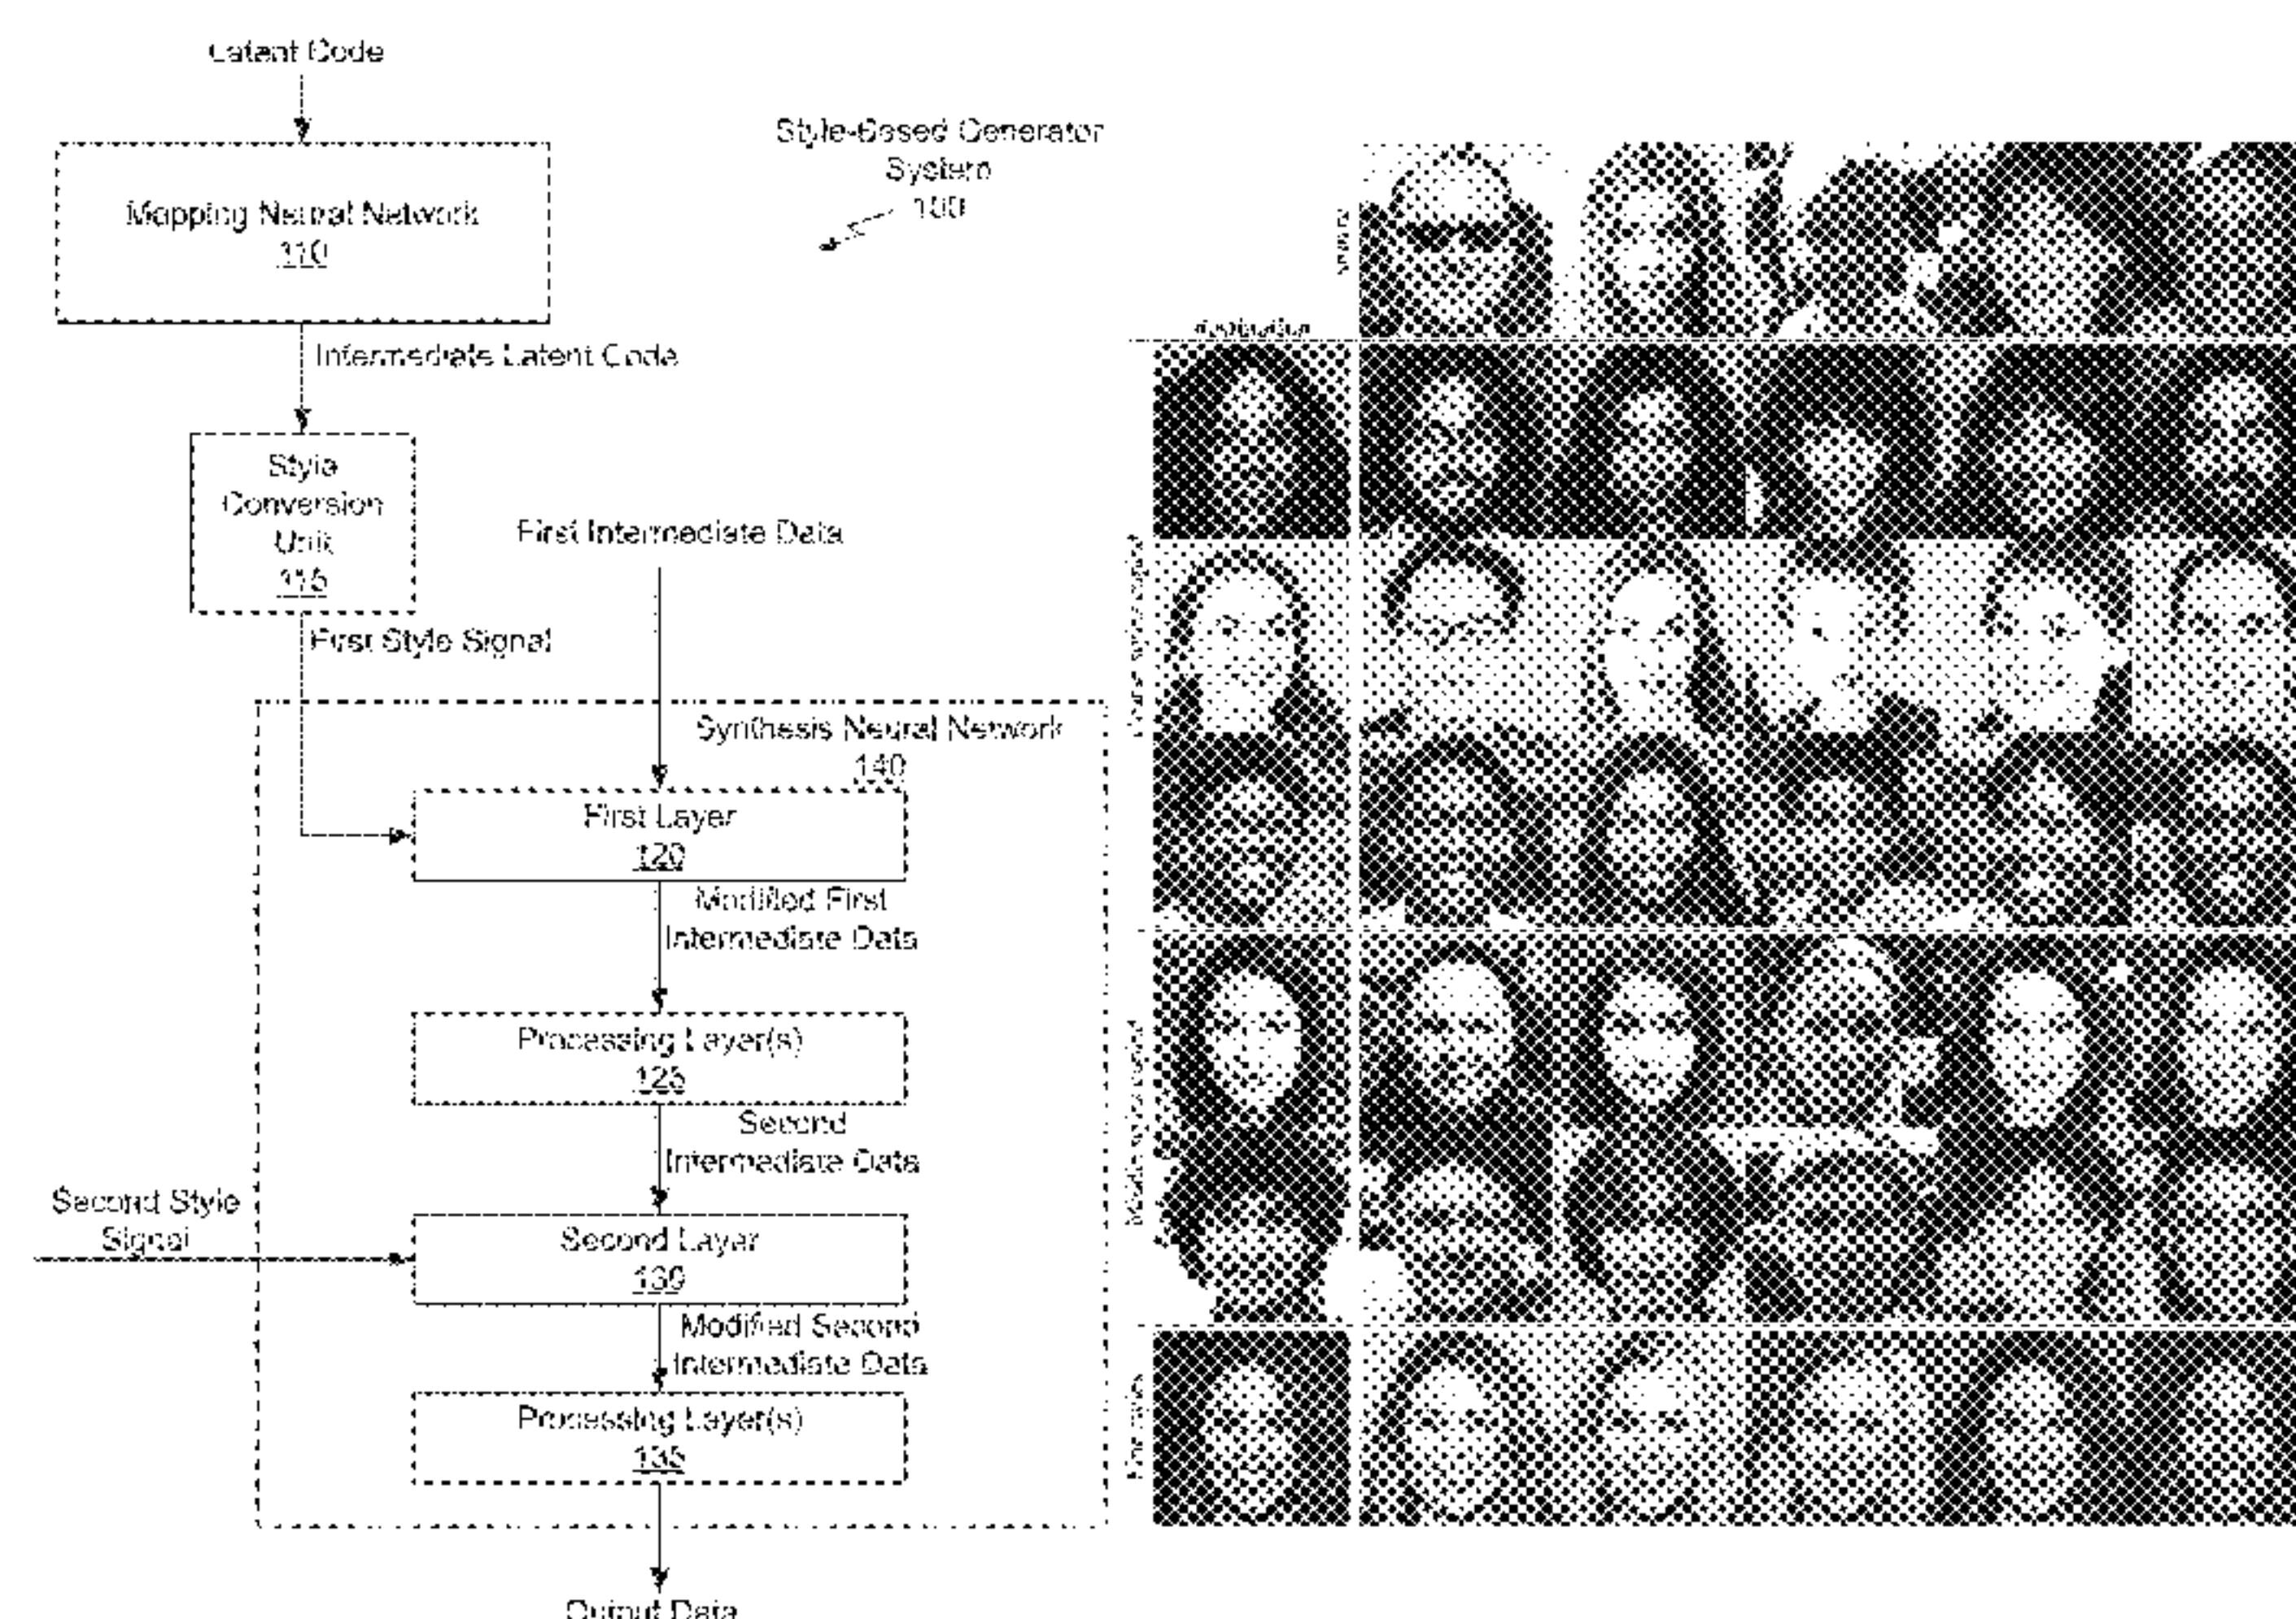 Latent Code
Mapping Neural Network
110
Intermediate Latent Code
Style
Conversion
Unit
115
First Style Signal
Style-Based Generator
System
100
First Intermediate Data
Synthesis Neural Network
140
First Layer
120
Modified First
Intermediate Data
Processing Layer(s)
125
Second
Intermediate Data
Second Style
Signal
Second Layer
130
Modified Second
Intermediate Data
Processing Layer(s)
135
Output Data